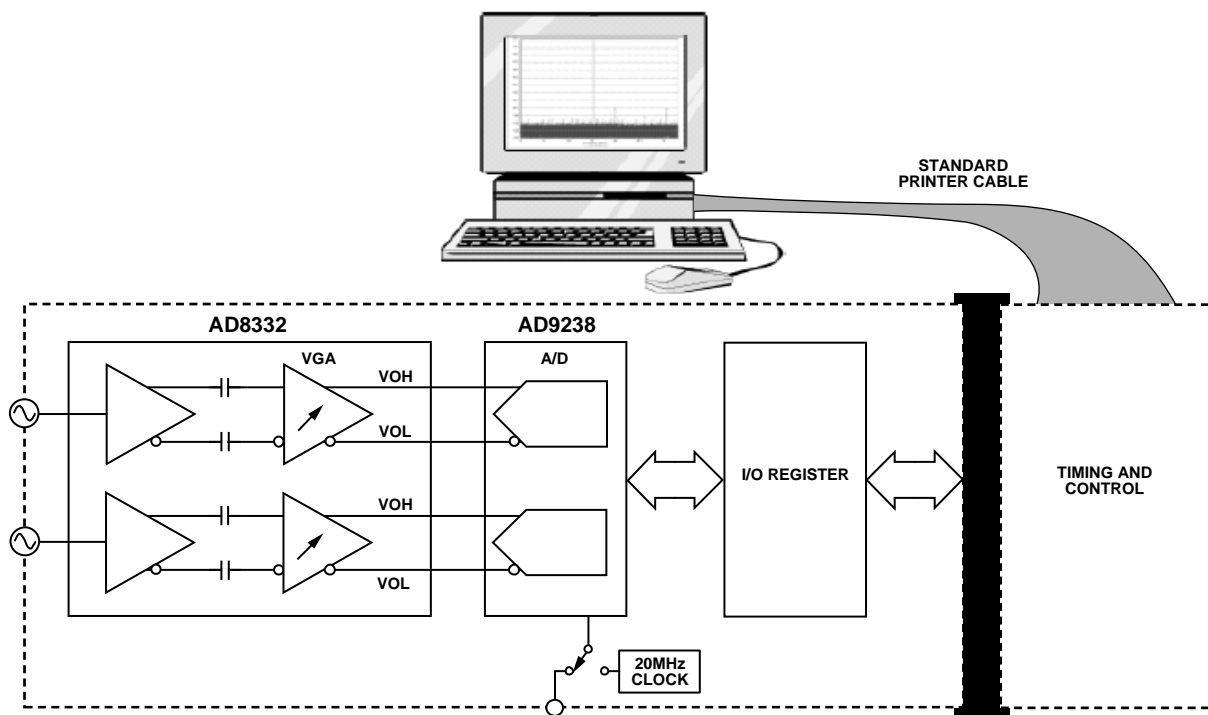 STANDARD
PRINTER CABLE
AD8332
AD9238
VGA
A/D
VOH
VOL
VOH
VOL
I/O REGISTER
TIMING AND
CONTROL
20MHz
CLOCK